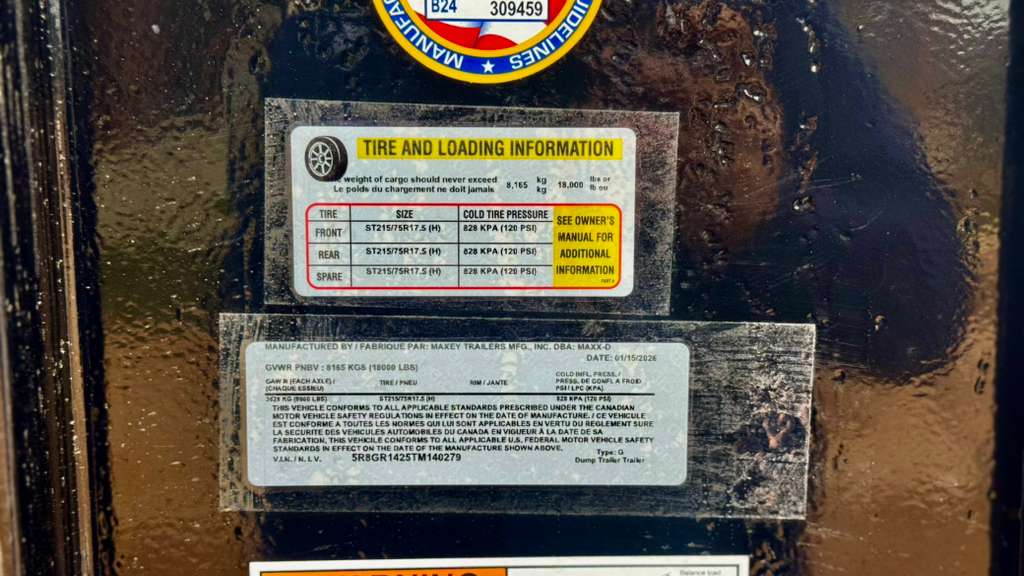 B24 309459
MANUFAC UIDELINES
TIRE AND LOADING INFORMATION
weight of cargo should never exceed 8,165 kg 18,000 lbs or
Le poids du chargement ne doit jamais kg lb ou
TIRE SIZE COLD TIRE PRESSURE
FRONT ST215/75R17.5 (H) 828 KPA (120 PSI)
REAR ST215/75R17.5 (H) 828 KPA (120 PSI)
SPARE ST215/75R17.5 (H) 828 KPA (120 PSI)
SEE OWNER'S
MANUAL FOR
ADDITIONAL
INFORMATION
MANUFACTURED BY / FABRIQUE PAR: MAXEY TRAILERS MFG., INC. DBA: MAXX-D
DATE: 01/15/2026
GVWR PNBV : 8165 KGS (18000 LBS)
GAW R (EACH AXLE) / TIRE / PNEU RIM / JANTE COLD INFL. PRESS. /
(CHAQUE ESSIEU) PRESS. DE GONFL A FROID
PSI / LPC (KPA)
ST215/75R17.5 (H) 828 KPA (120 PSI)
THIS VEHICLE CONFORMS TO ALL APPLICABLE STANDARDS PRESCRIBED UNDER THE CANADIAN
MOTOR VEHICLE SAFETY REGULATIONS IN EFFECT ON THE DATE OF MANUFACTURE. / CE VEHICULE
EST CONFORME A TOUTES LES NORMES QUI LUI SONT APPLICABLES EN VERTU DU REGLEMENT SURE
LA SECURITE DES VEHICULES AUTOMOBILES DU CANADA EN VIGUEUR À LA DATE DE SA
FABRICATION. THIS VEHICLE CONFORMS TO ALL APPLICABLE U.S. FEDERAL MOTOR VEHICLE SAFETY
STANDARDS IN EFFECT ON THE DATE OF THE MANUFACTURE SHOWN ABOVE.
V.I.N. / N. I. V. 5R8GR1425TM140279 Type: G
Dump Trailer Trailer
Balance load